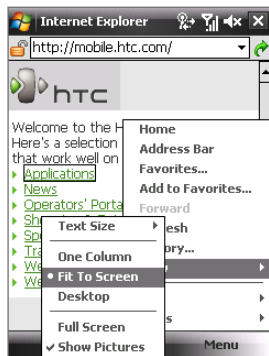 Internet Explorer
http://mobile.htc.com/
htc
Welcome to the H
Here's a selection
that work well on
Applications
News
Operators' Porta
Home
Address Bar
Favorites...
Add to Favorites...
Forward
esh
ory...
Text Size
One Column
Fit To Screen
Desktop
Full Screen
Show Pictures
Menu